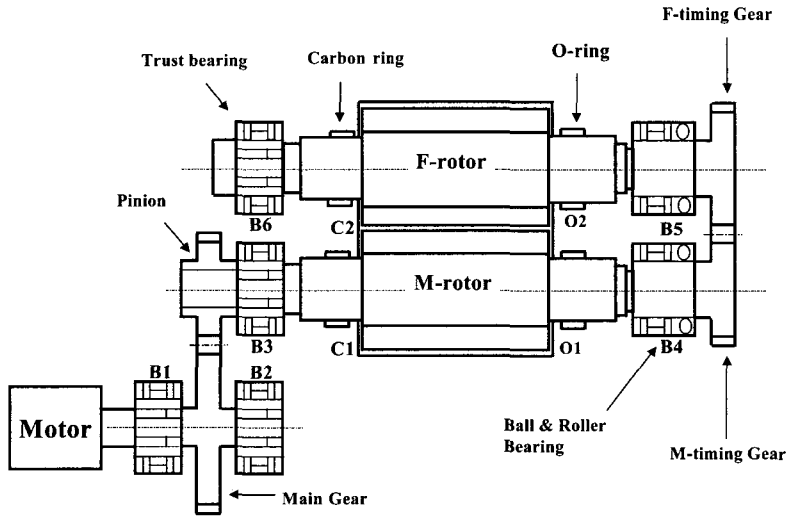 F-timing Gear
Trust bearing
Carbon ring
O-ring
F-rotor
Pinion
B6
C2
O2
B5
M-rotor
B3
C1
O1
B4
B1
B2
Motor
Ball & Roller
Bearing
M-timing Gear
Main Gear